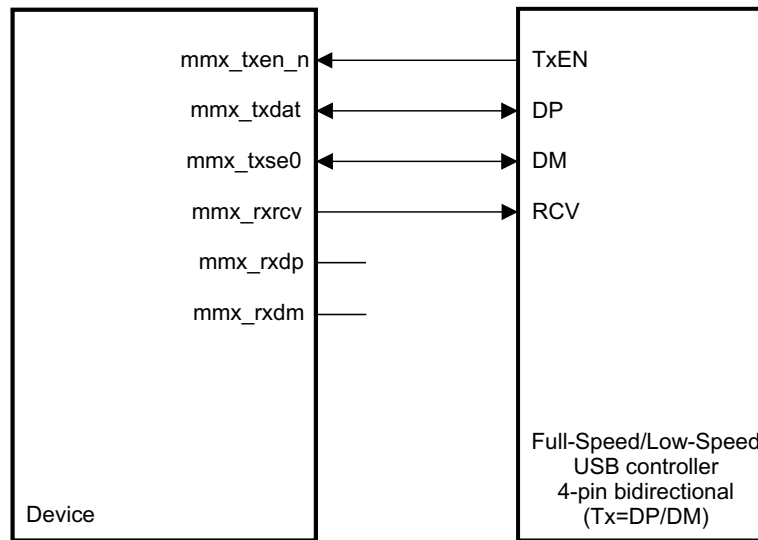 mmx_txen_n TxEN
mmx_txdat DP
mmx_txse0 DM
mmx_rxrcv RCV
mmx_rxdp
mmx_rxdm
Full-Speed/Low-Speed
USB controller
4-pin bidirectional
(Tx=DP/DM)
Device